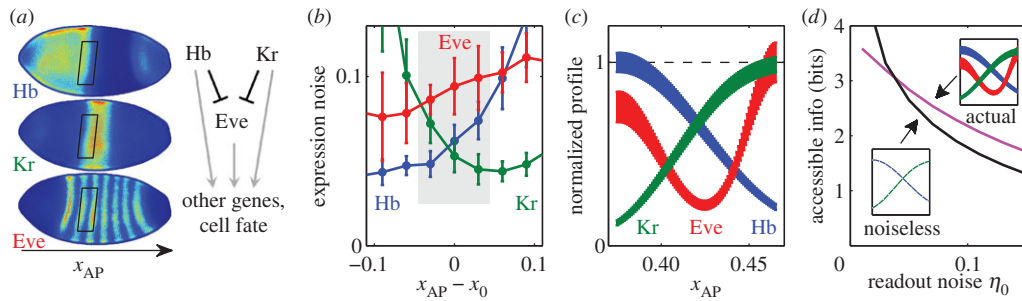 (a)
Hb
Kr
Eve
x_AP
Hb
Kr
Eve
other genes,
cell fate
(b)
expression noise
0.1
0
Eve
Hb
Kr
−0.1
0
0.1
x_AP − x_0
(c)
normalized profile
1
0
Kr
Eve
Hb
0.40
0.45
x_AP
(d)
accessible info (bits)
4
3
2
1
actual
noiseless
0
0.1
readout noise η_0